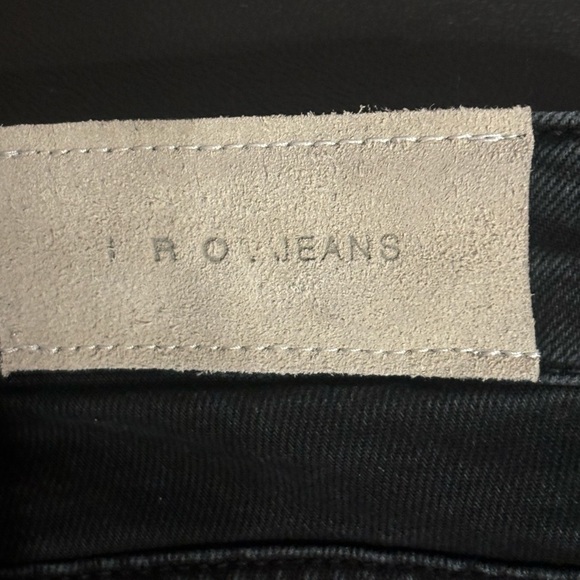 I R O . JEANS